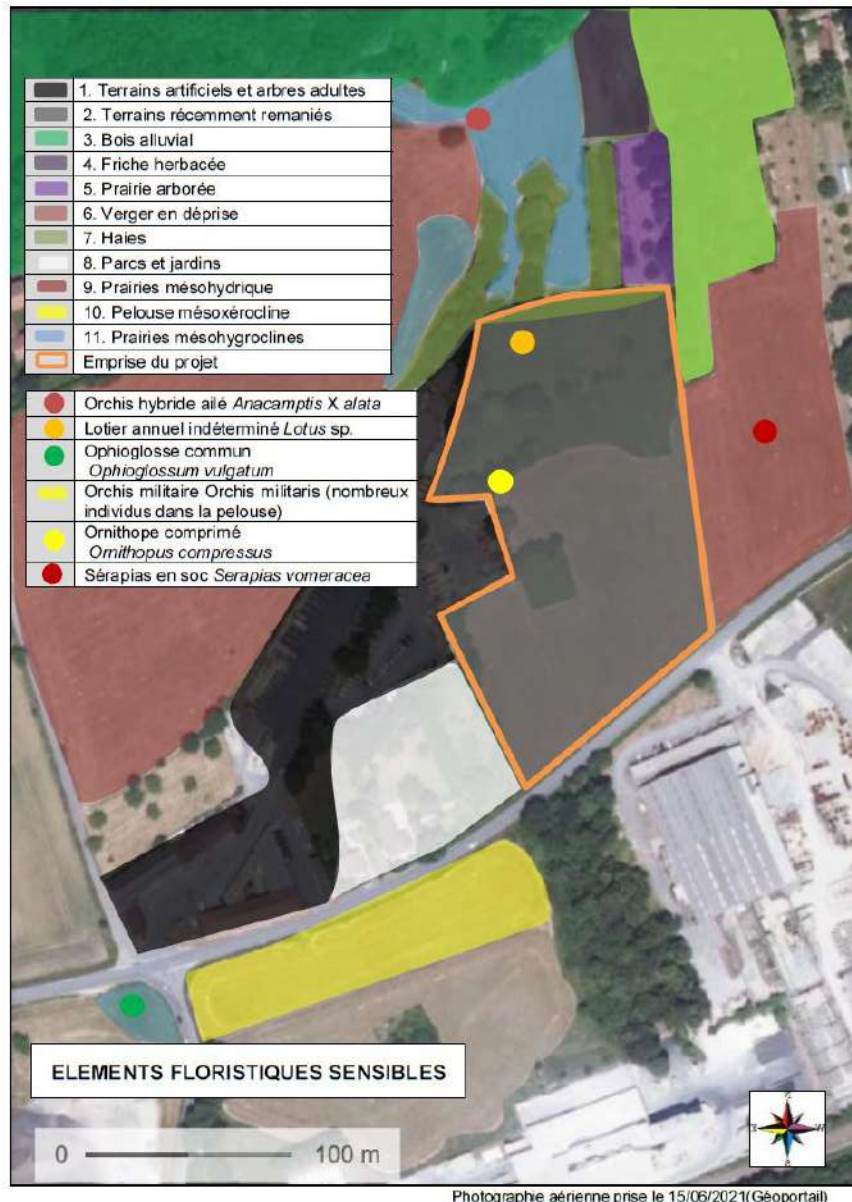 1. Terrains artificiels et arbres adultes
2. Terrains récemment remaniés
3. Bois alluvial
4. Friche herbacée
5. Prairie arborée
6. Verger en déprise
7. Haies
8. Parcs et jardins
9. Prairies mésohydrique
10. Pelouse mésoxérocline
11. Prairies mésohygroclines
Emprise du projet
Orchis hybride ailé Anacamptis X alata
Lotier annuel indéterminé Lotus sp.
Ophioglosse commun
Ophioglossum vulgatum
Orchis militaire Orchis militaris (nombreux
individus dans la pelouse)
Ornithope comprimé
Ornithopus compressus
Sérapias en soc Serapias vomeracea
ELEMENTS FLORISTIQUES SENSIBLES
0 100 m
Photographie aérienne prise le 15/06/2021(Géoportail)